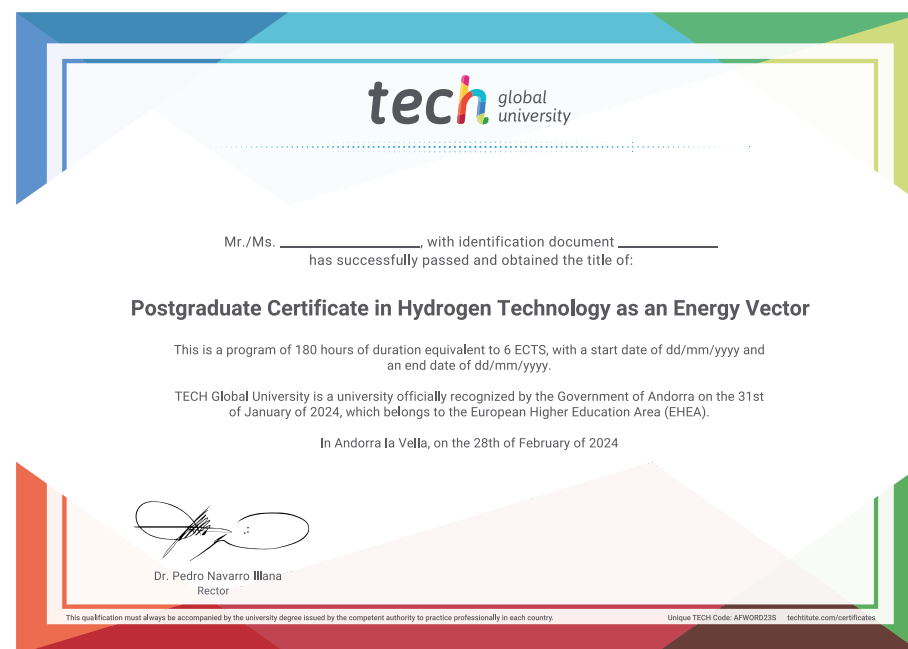 tech global
university
Mr./Ms. ____________________, with identification document ______________
has successfully passed and obtained the title of:
Postgraduate Certificate in Hydrogen Technology as an Energy Vector
This is a program of 180 hours of duration equivalent to 6 ECTS, with a start date of dd/mm/yyyy and
an end date of dd/mm/yyyy.
TECH Global University is a university officially recognized by the Government of Andorra on the 31st
of January of 2024, which belongs to the European Higher Education Area (EHEA).
In Andorra la Vella, on the 28th of February of 2024
Dr. Pedro Navarro Illana
Rector
This qualification must always be accompanied by the university degree issued by the competent authority to practice professionally in each country.
Unique TECH Code: AFWORD23S techtitute.com/certificates